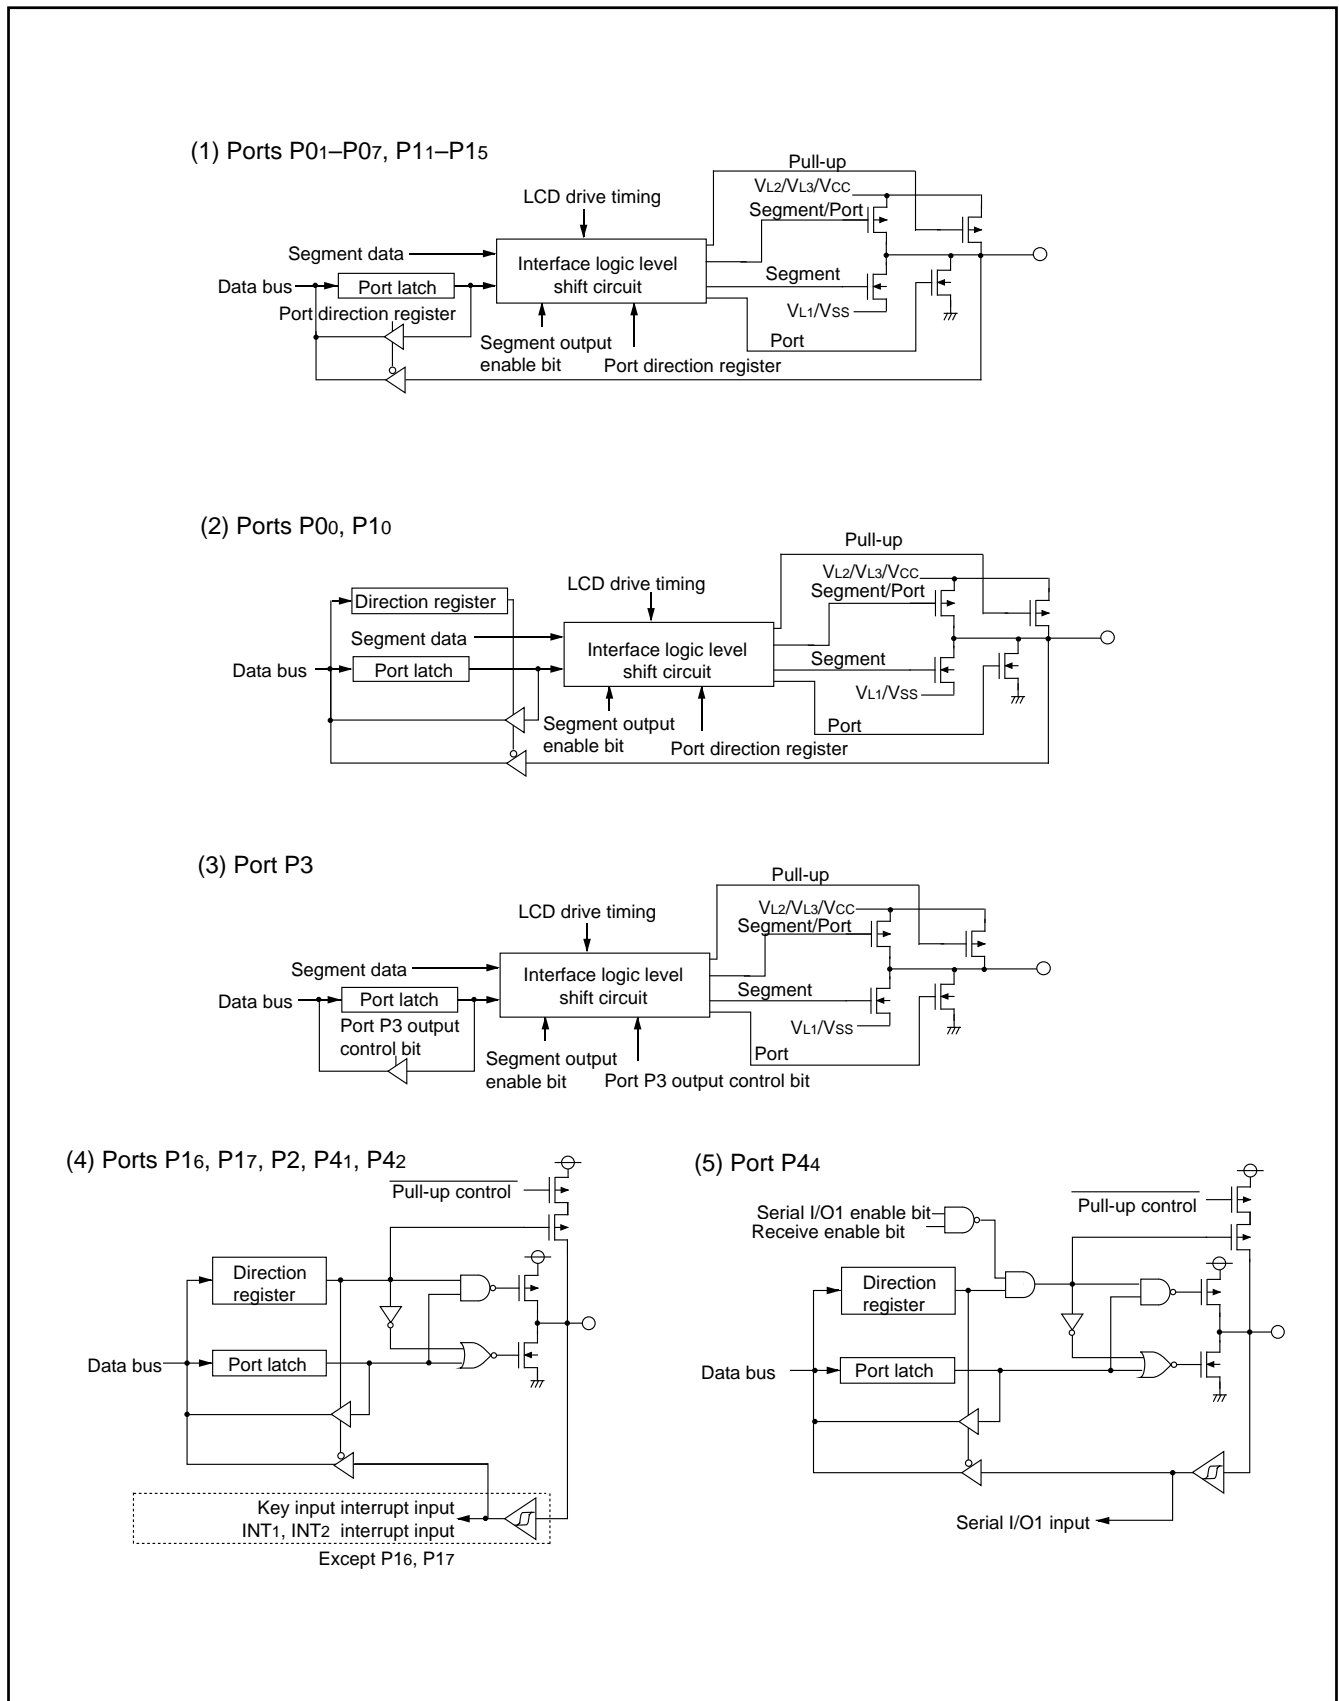 (1) Ports P01–P07, P11–P15
Pull-up
VL2/VL3/VCC
LCD drive timing
Segment/Port
Segment data
Interface logic level
shift circuit
Segment
Data bus
Port latch
VL1/VSS
Port direction register
Segment output
enable bit
Port
Port direction register
(2) Ports P00, P10
Pull-up
VL2/VL3/VCC
LCD drive timing
Segment/Port
Direction register
Segment data
Interface logic level
shift circuit
Segment
Data bus
Port latch
VL1/VSS
Segment output
enable bit
Port
Port direction register
(3) Port P3
Pull-up
VL2/VL3/VCC
LCD drive timing
Segment/Port
Segment data
Interface logic level
shift circuit
Segment
Data bus
Port latch
VL1/VSS
Port P3 output
control bit
Segment output
enable bit
Port
Port P3 output control bit
(4) Ports P16, P17, P2, P41, P42
Pull-up control
Direction
register
Data bus
Port latch
Key input interrupt input
INT1, INT2 interrupt input
Except P16, P17
(5) Port P44
Pull-up control
Serial I/O1 enable bit
Receive enable bit
Direction
register
Data bus
Port latch
Serial I/O1 input